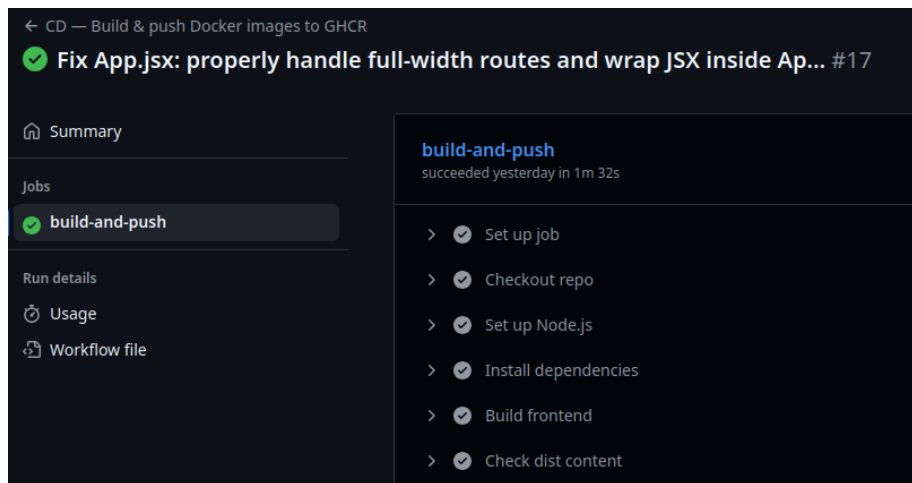 ← CD — Build & push Docker images to GHCR
Fix App.jsx: properly handle full-width routes and wrap JSX inside Ap... #17
Summary
Jobs
build-and-push
Run details
Usage
Workflow file
build-and-push
succeeded yesterday in 1m 32s
Set up job
Checkout repo
Set up Node.js
Install dependencies
Build frontend
Check dist content